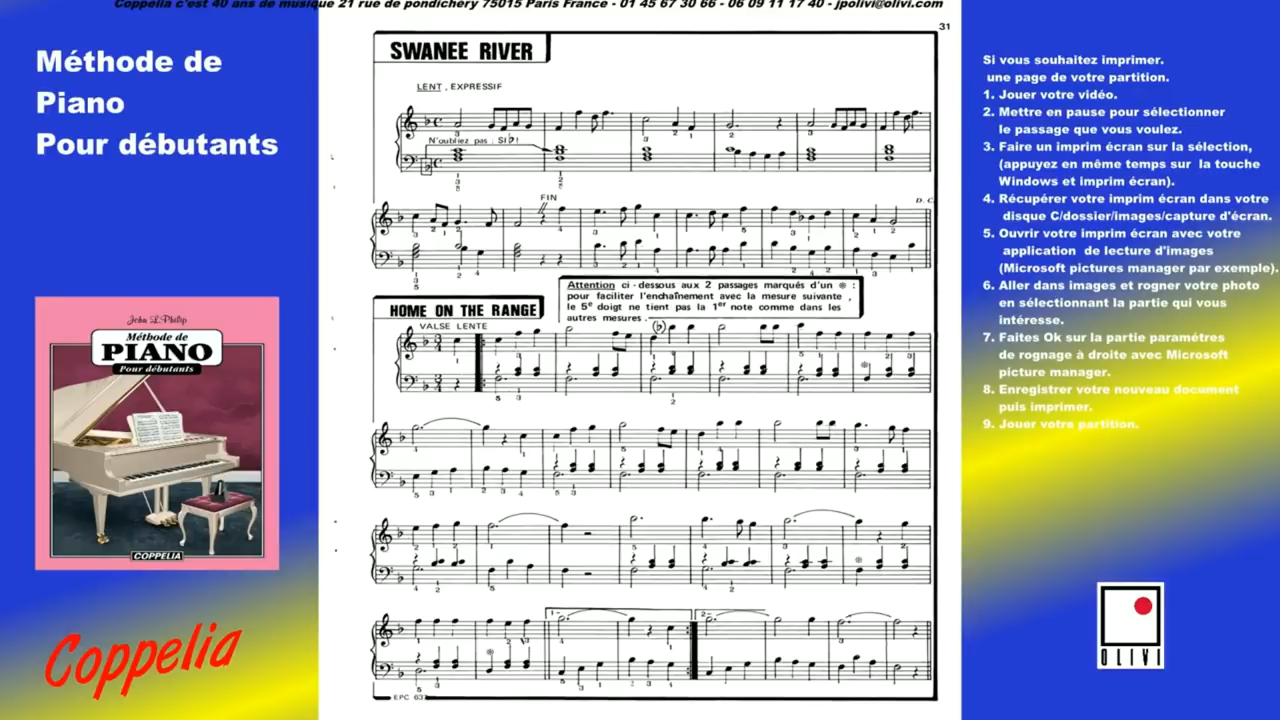 Coppelia c'est 40 ans de musique 21 rue de pondichéry 75015 Paris France - 01 45 67 30 66 - 06 09 11 17 40 - jpolivi@olivi.com
Méthode de
Piano
Pour débutants
John L.Philip
Méthode de
PIANO
Pour débutants
COPPELIA
Coppelia
31
SWANEE RIVER
LENT, EXPRESSIF
N'oubliez pas : SI♭!
FIN
D.C.
Attention ci-dessous aux 2 passages marqués d'un ⊛:
pour faciliter l'enchaînement avec la mesure suivante,
le 5e doigt ne tient pas la 1er note comme dans les
autres mesures.
HOME ON THE RANGE
VALSE LENTE
1-
2-
EPC 63
Si vous souhaitez imprimer.
une page de votre partition.
1. Jouer votre vidéo.
2. Mettre en pause pour sélectionner
le passage que vous voulez.
3. Faire un imprim écran sur la sélection,
(appuyez en même temps sur la touche
Windows et imprim écran).
4. Récupérer votre imprim écran dans votre
disque C/dossier/images/capture d'écran.
5. Ouvrir votre imprim écran avec votre
application de lecture d'images
(Microsoft pictures manager par exemple).
6. Aller dans images et rogner votre photo
en sélectionnant la partie qui vous
intéresse.
7. Faites Ok sur la partie paramétres
de rognage à droite avec Microsoft
picture manager.
8. Enregistrer votre nouveau document
puis imprimer.
9. Jouer votre partition.
OLIVI